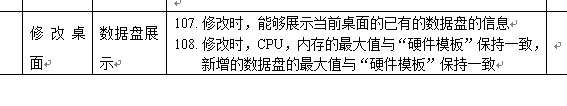 修改桌面
数据盘展示
107. 修改时，能够展示当前桌面的已有的数据盘的信息
108. 修改时，CPU，内存的最大值与“硬件模板”保持一致，
新增的数据盘的最大值与“硬件模板”保持一致